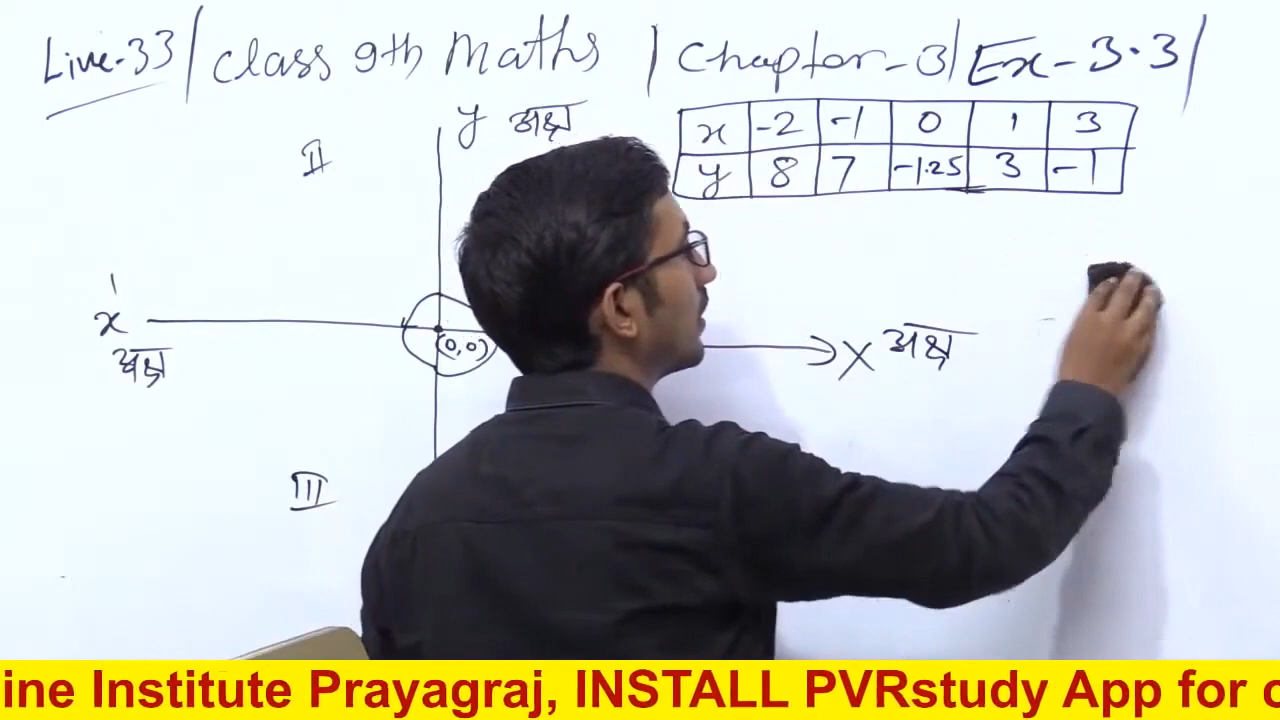 Live-33 / Class 9th Maths / Chapter-3 / Ex-3.3 /
y अक्ष
II
x -2 -1 0 1 3
y 8 7 -1.25 3 -1
x' अक्ष
(0,0)
X अक्ष
III
ine Institute Prayagraj, INSTALL PVRstudy App for